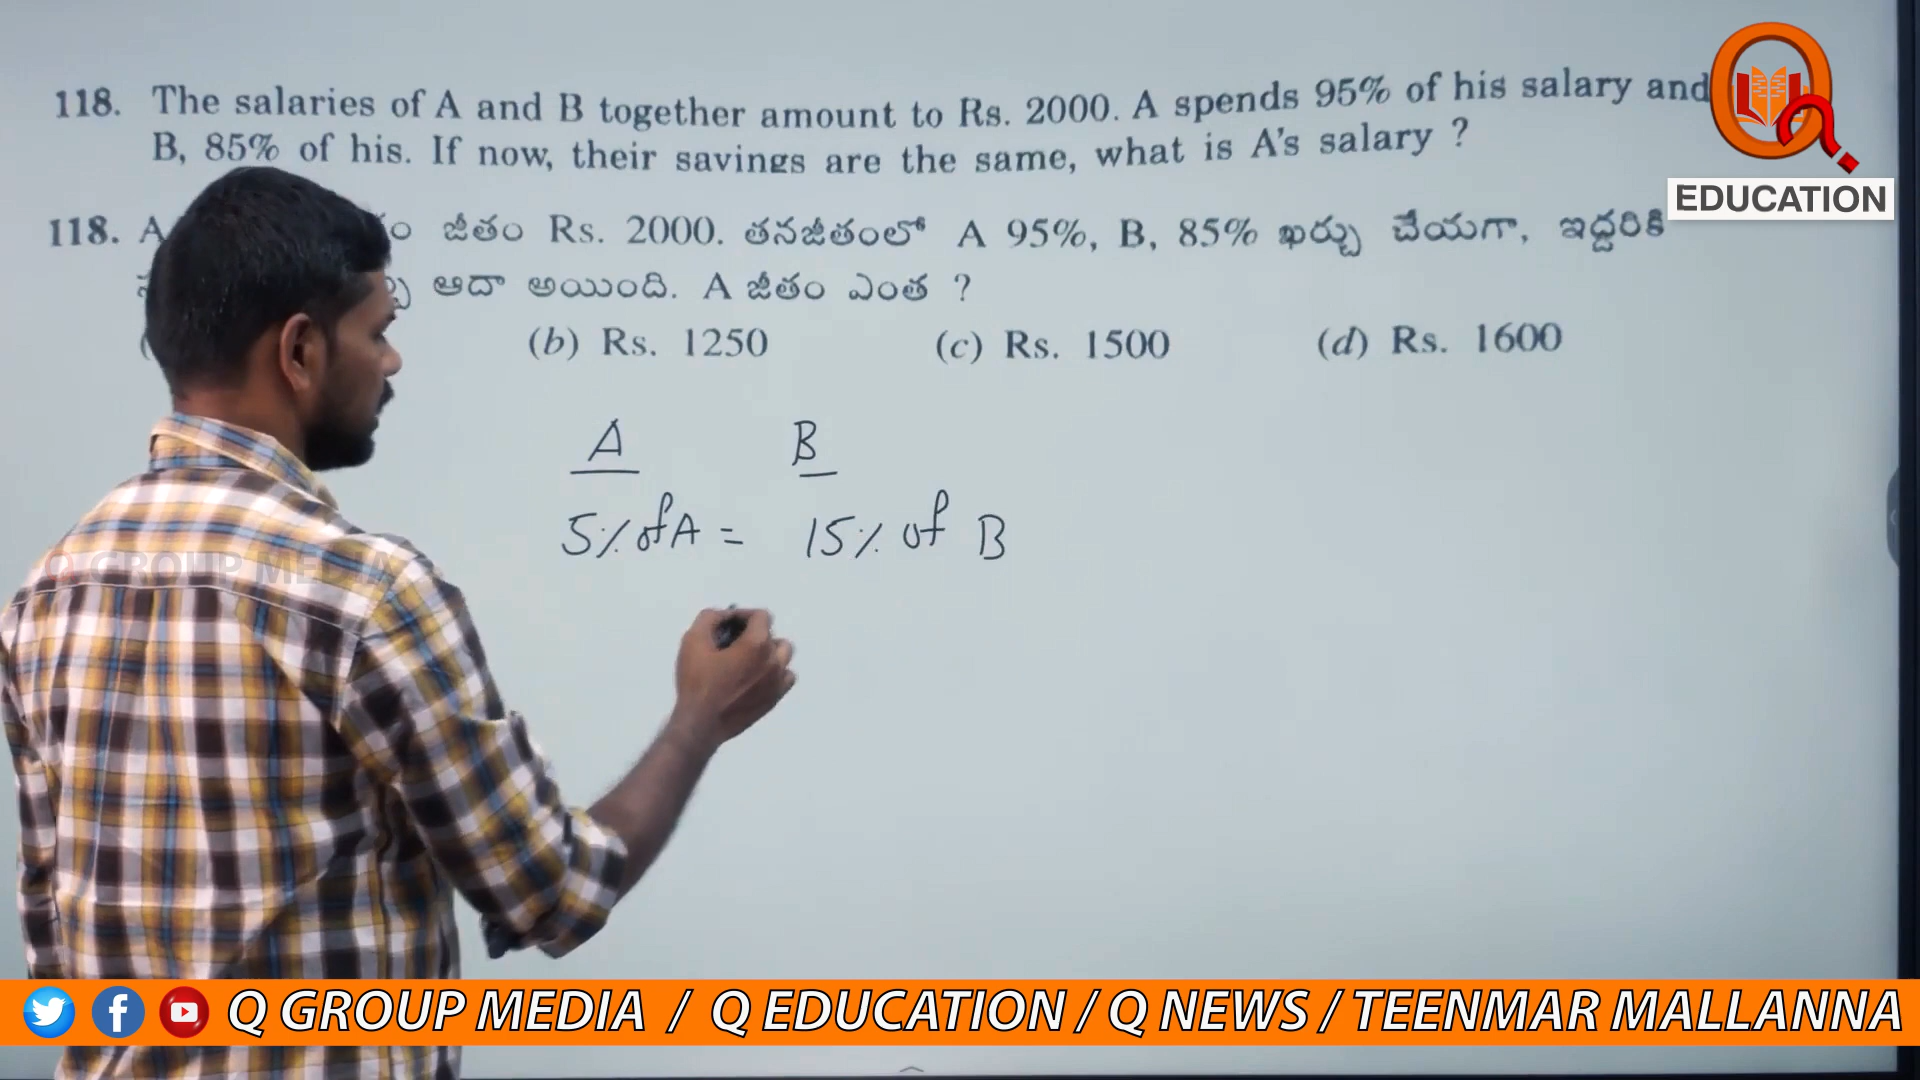 118. The salaries of A and B together amount to Rs. 2000. A spends 95% of his salary and
B, 85% of his. If now, their savings are the same, what is A's salary ?
EDUCATION
118. A జీతం Rs. 2000. తనజీతంలో A 95%, B, 85% ఖర్చు చేయగా, ఇద్దరికి
ఆదా అయింది. A జీతం ఎంత ?
(b) Rs. 1250 (c) Rs. 1500 (d) Rs. 1600
A B
5% of A = 15% of B
Q GROUP MEDIA
Q GROUP MEDIA / Q EDUCATION / Q NEWS / TEENMAR MALLANNA